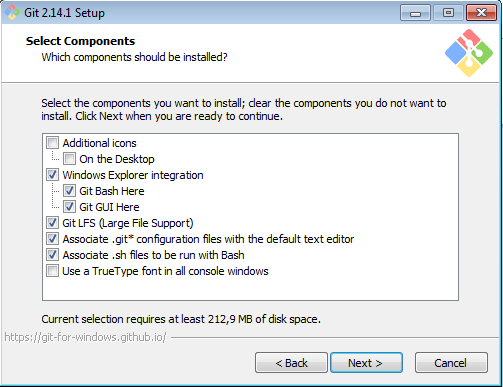 Git 2.14.1 Setup
Select Components
Which components should be installed?
Select the components you want to install; clear the components you do not want to
install. Click Next when you are ready to continue.
Additional icons
On the Desktop
Windows Explorer integration
Git Bash Here
Git GUI Here
Git LFS (Large File Support)
Associate .git* configuration files with the default text editor
Associate .sh files to be run with Bash
Use a TrueType font in all console windows
Current selection requires at least 212,9 MB of disk space.
https://git-for-windows.github.io/
< Back
Next >
Cancel